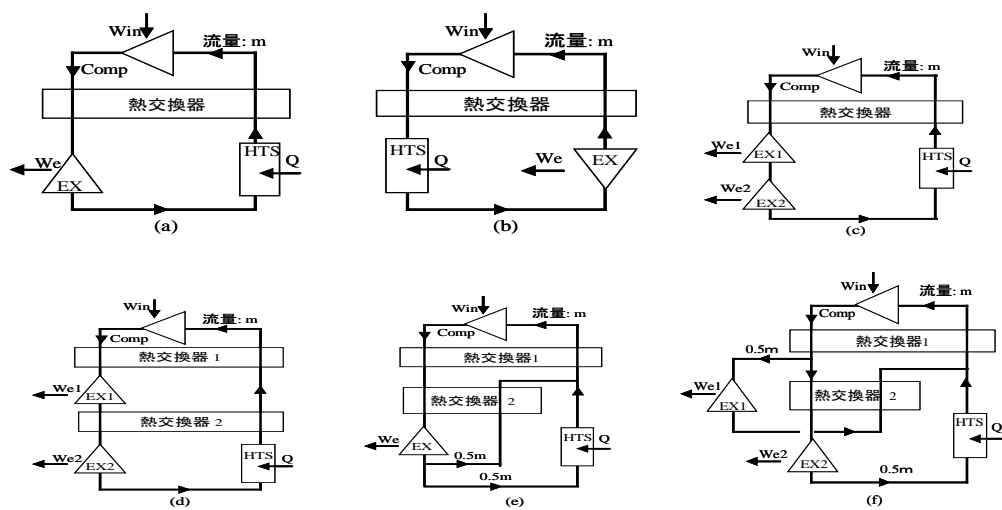 Win
流量: m
Comp
熱交換器
We
EX
HTS
Q
(a)
Win
流量: m
Comp
熱交換器
HTS
Q
We
EX
(b)
Win
流量: m
Comp
熱交換器
We1
EX1
HTS
Q
We2
EX2
(c)
Win
流量: m
Comp
熱交換器 1
We1
EX1
熱交換器 2
We2
EX2
HTS
Q
(d)
Win
流量: m
Comp
熱交換器1
熱交換器 2
We
EX
HTS
Q
0.5m
0.5m
(e)
Win
流量: m
Comp
熱交換器1
0.5m
We1
EX1
熱交換器 2
HTS
Q
We2
EX2
0.5m
(f)